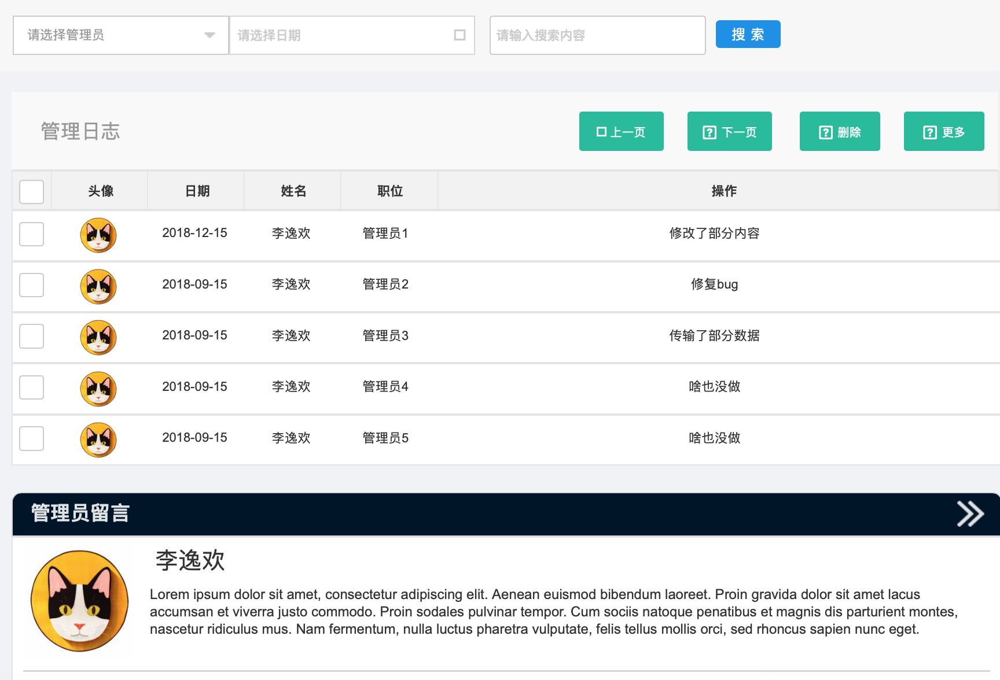 请选择管理员 请选择日期 请输入搜索内容 搜 索
管理日志 上一页 下一页 删除 更多
头像 日期 姓名 职位 操作
2018-12-15 李逸欢 管理员1 修改了部分内容
2018-09-15 李逸欢 管理员2 修复bug
2018-09-15 李逸欢 管理员3 传输了部分数据
2018-09-15 李逸欢 管理员4 啥也没做
2018-09-15 李逸欢 管理员5 啥也没做
管理员留言
李逸欢
Lorem ipsum dolor sit amet, consectetur adipiscing elit. Aenean euismod bibendum laoreet. Proin gravida dolor sit amet lacus
accumsan et viverra justo commodo. Proin sodales pulvinar tempor. Cum sociis natoque penatibus et magnis dis parturient montes,
nascetur ridiculus mus. Nam fermentum, nulla luctus pharetra vulputate, felis tellus mollis orci, sed rhoncus sapien nunc eget.